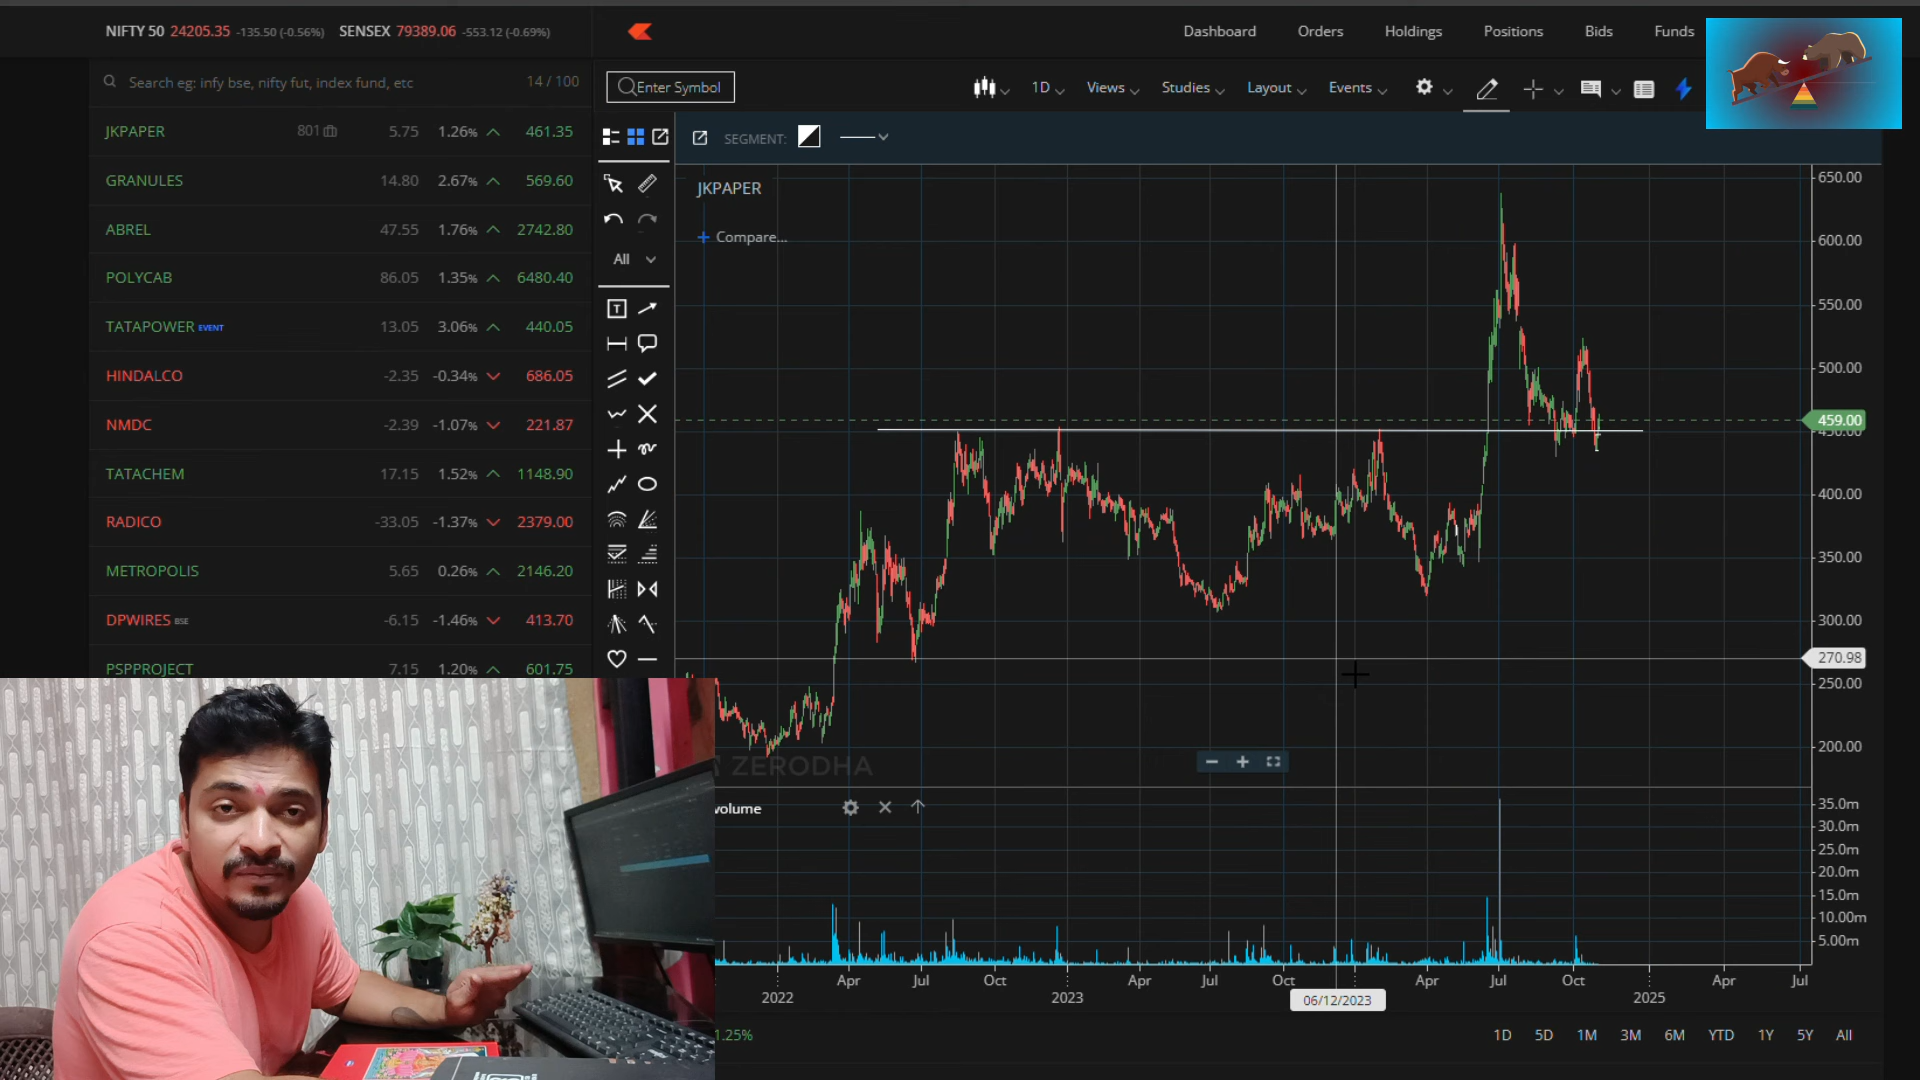 NIFTY 50 24205.35 -135.50 (-0.56%) SENSEX 79389.06 -553.12 (-0.69%)
Dashboard Orders Holdings Positions Bids Funds
Search eg: infy bse, nifty fut, index fund, etc 14 / 100
Enter Symbol
1D Views Studies Layout Events
JKPAPER 801 5.75 1.26% 461.35
GRANULES 14.80 2.67% 569.60
ABREL 47.55 1.76% 2742.80
POLYCAB 86.05 1.35% 6480.40
TATAPOWER EVENT 13.05 3.06% 440.05
HINDALCO -2.35 -0.34% 686.05
NMDC -2.39 -1.07% 221.87
TATACHEM 17.15 1.52% 1148.90
RADICO -33.05 -1.37% 2379.00
METROPOLIS 5.65 0.26% 2146.20
DPWIRES BSE -6.15 -1.46% 413.70
PSPPROJECT 7.15 1.20% 601.75
SEGMENT:
All
T
JKPAPER
+ Compare...
650.00
600.00
550.00
500.00
459.00
450.00
400.00
350.00
300.00
270.98
250.00
200.00
ZERODHA
volume
35.0m
30.0m
25.0m
20.0m
15.0m
10.00m
5.00m
Apr Jul Oct Apr Jul Oct Apr Jul Oct Apr Jul
2022 2023 06/12/2023 2025
1.25%
1D 5D 1M 3M 6M YTD 1Y 5Y All